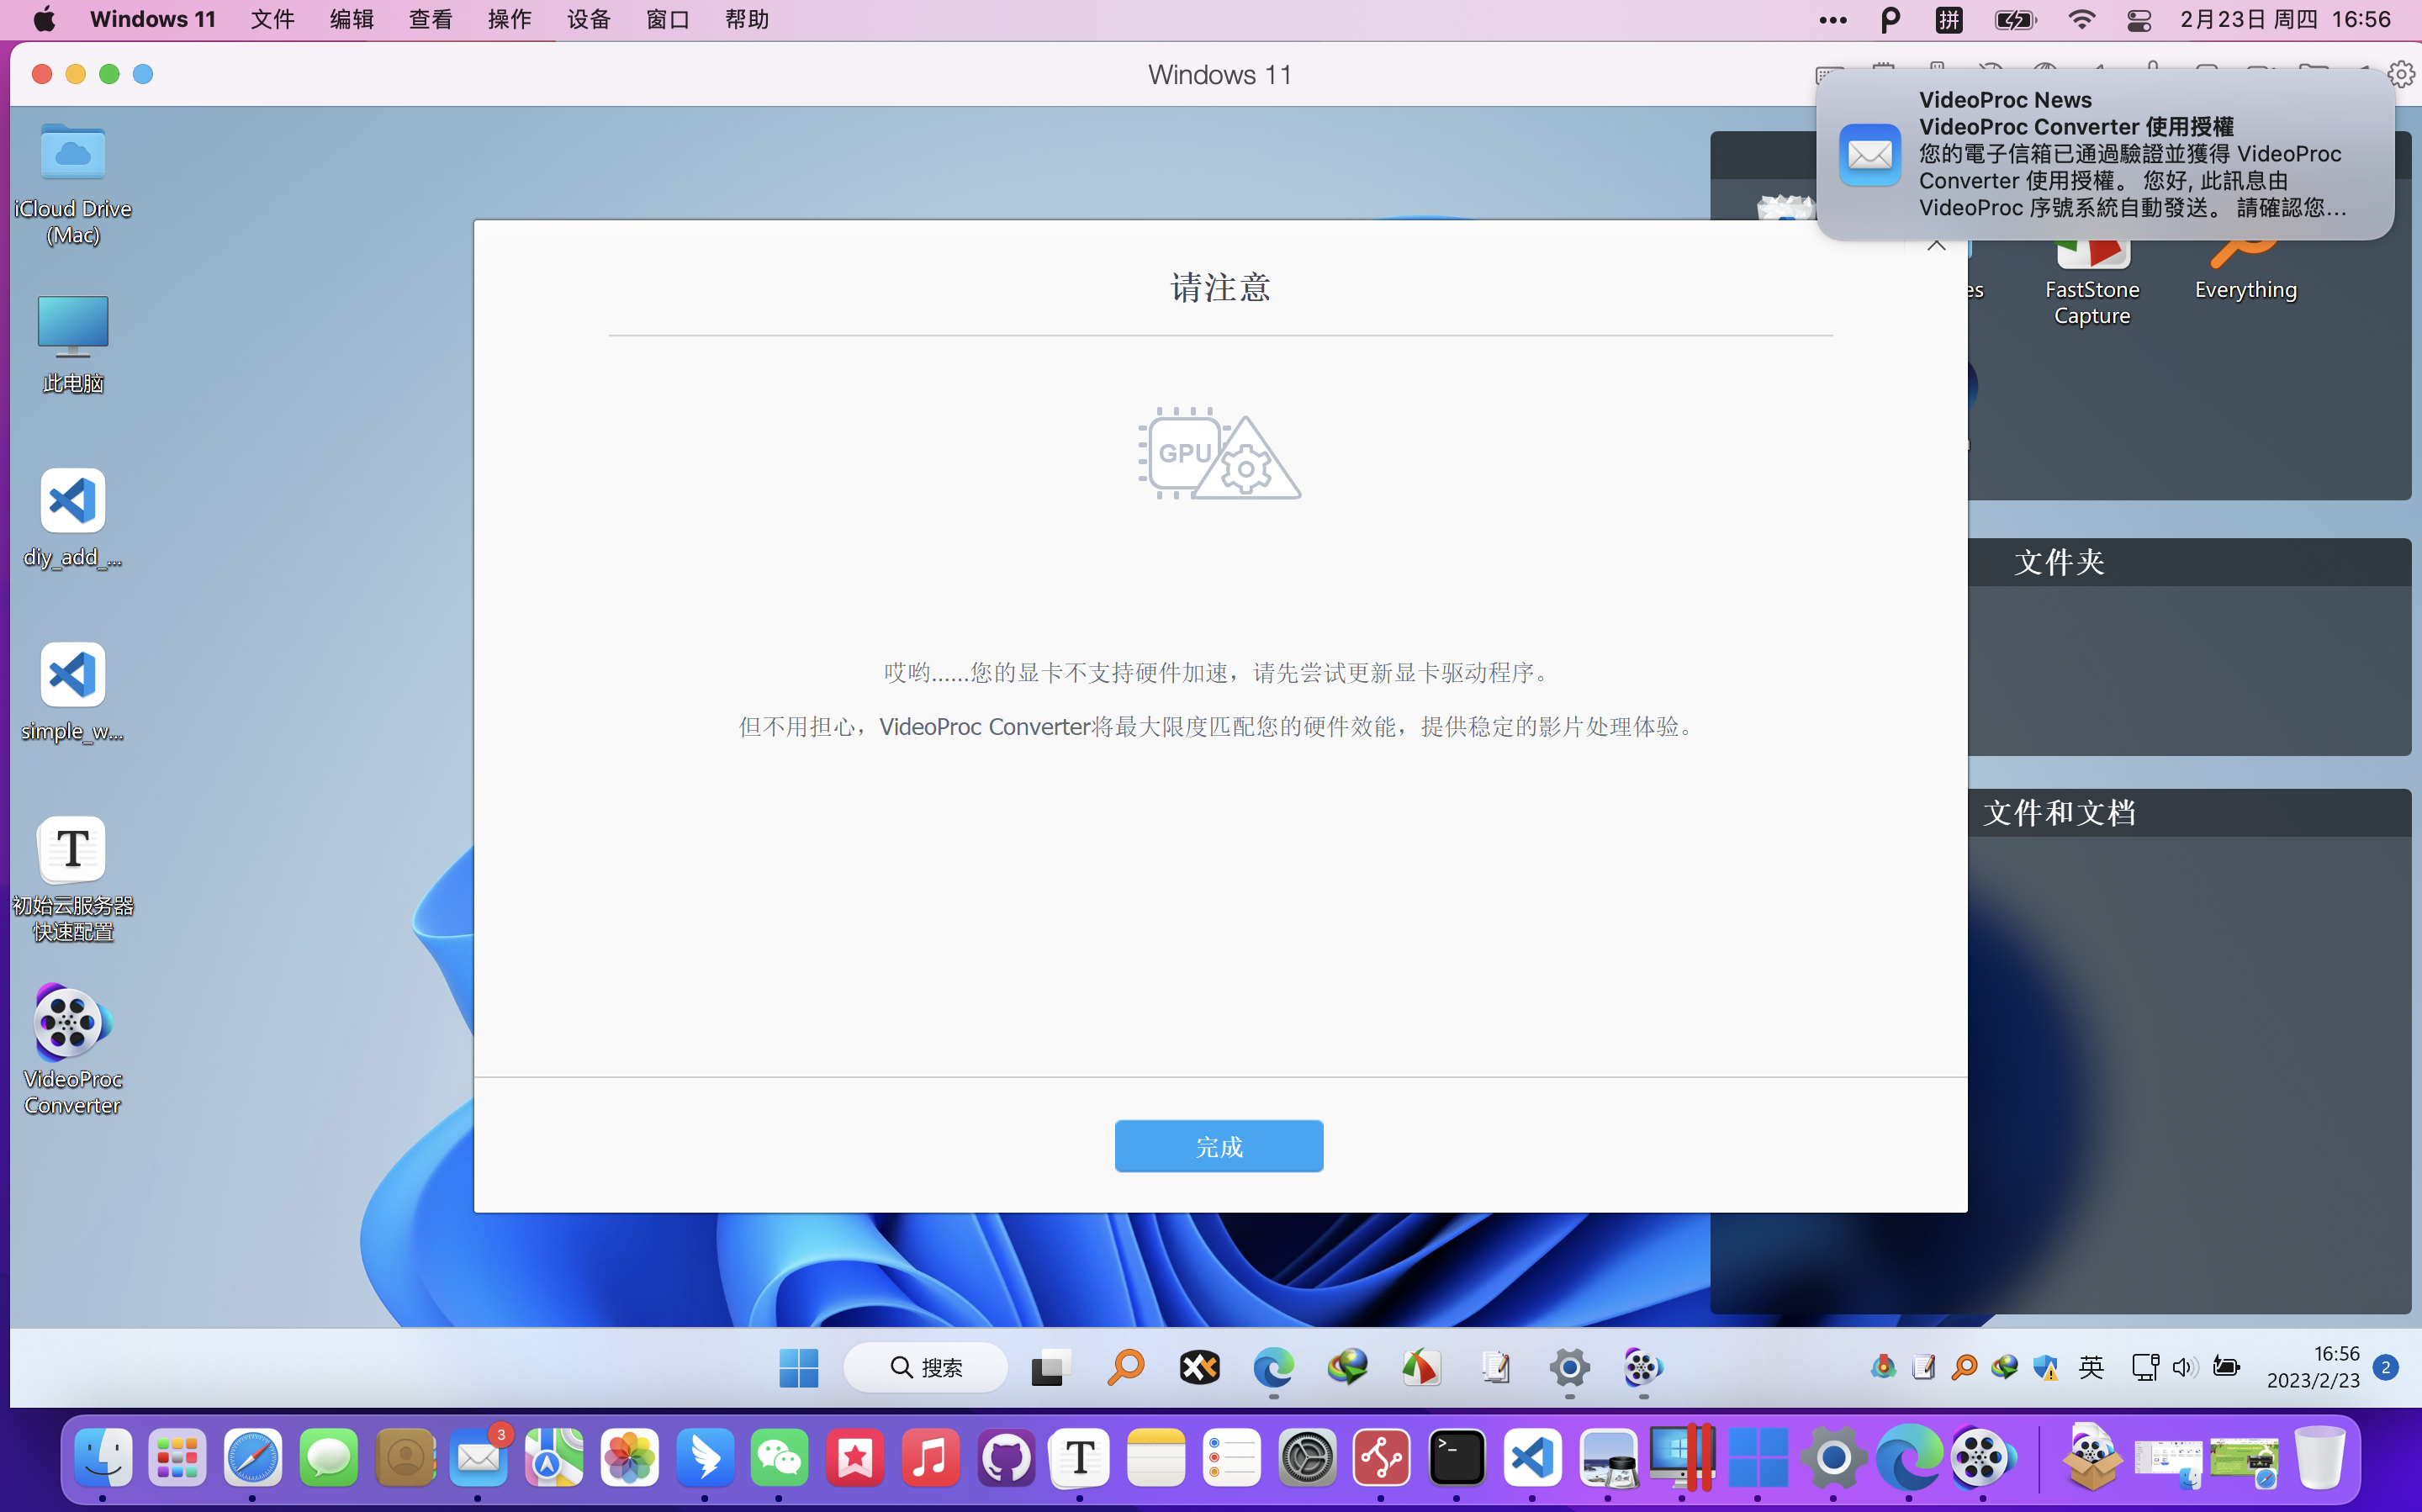 Windows 11 文件 编辑 查看 操作 设备 窗口 帮助
拼
2月23日 周四 16:56
Windows 11
VideoProc News
VideoProc Converter 使用授權
您的電子信箱已通過驗證並獲得 VideoProc
Converter 使用授權。 您好, 此訊息由
VideoProc 序號系統自動發送。 請確認您...
iCloud Drive
(Mac)
此电脑
diy_add_...
simple_w...
初始云服务器
快速配置
VideoProc
Converter
请注意
GPU
哎哟......您的显卡不支持硬件加速，请先尝试更新显卡驱动程序。
但不用担心，VideoProc Converter将最大限度匹配您的硬件效能，提供稳定的影片处理体验。
完成
es
FastStone
Capture
Everything
文件夹
文件和文档
搜索
英
16:56
2023/2/23
2
3
T